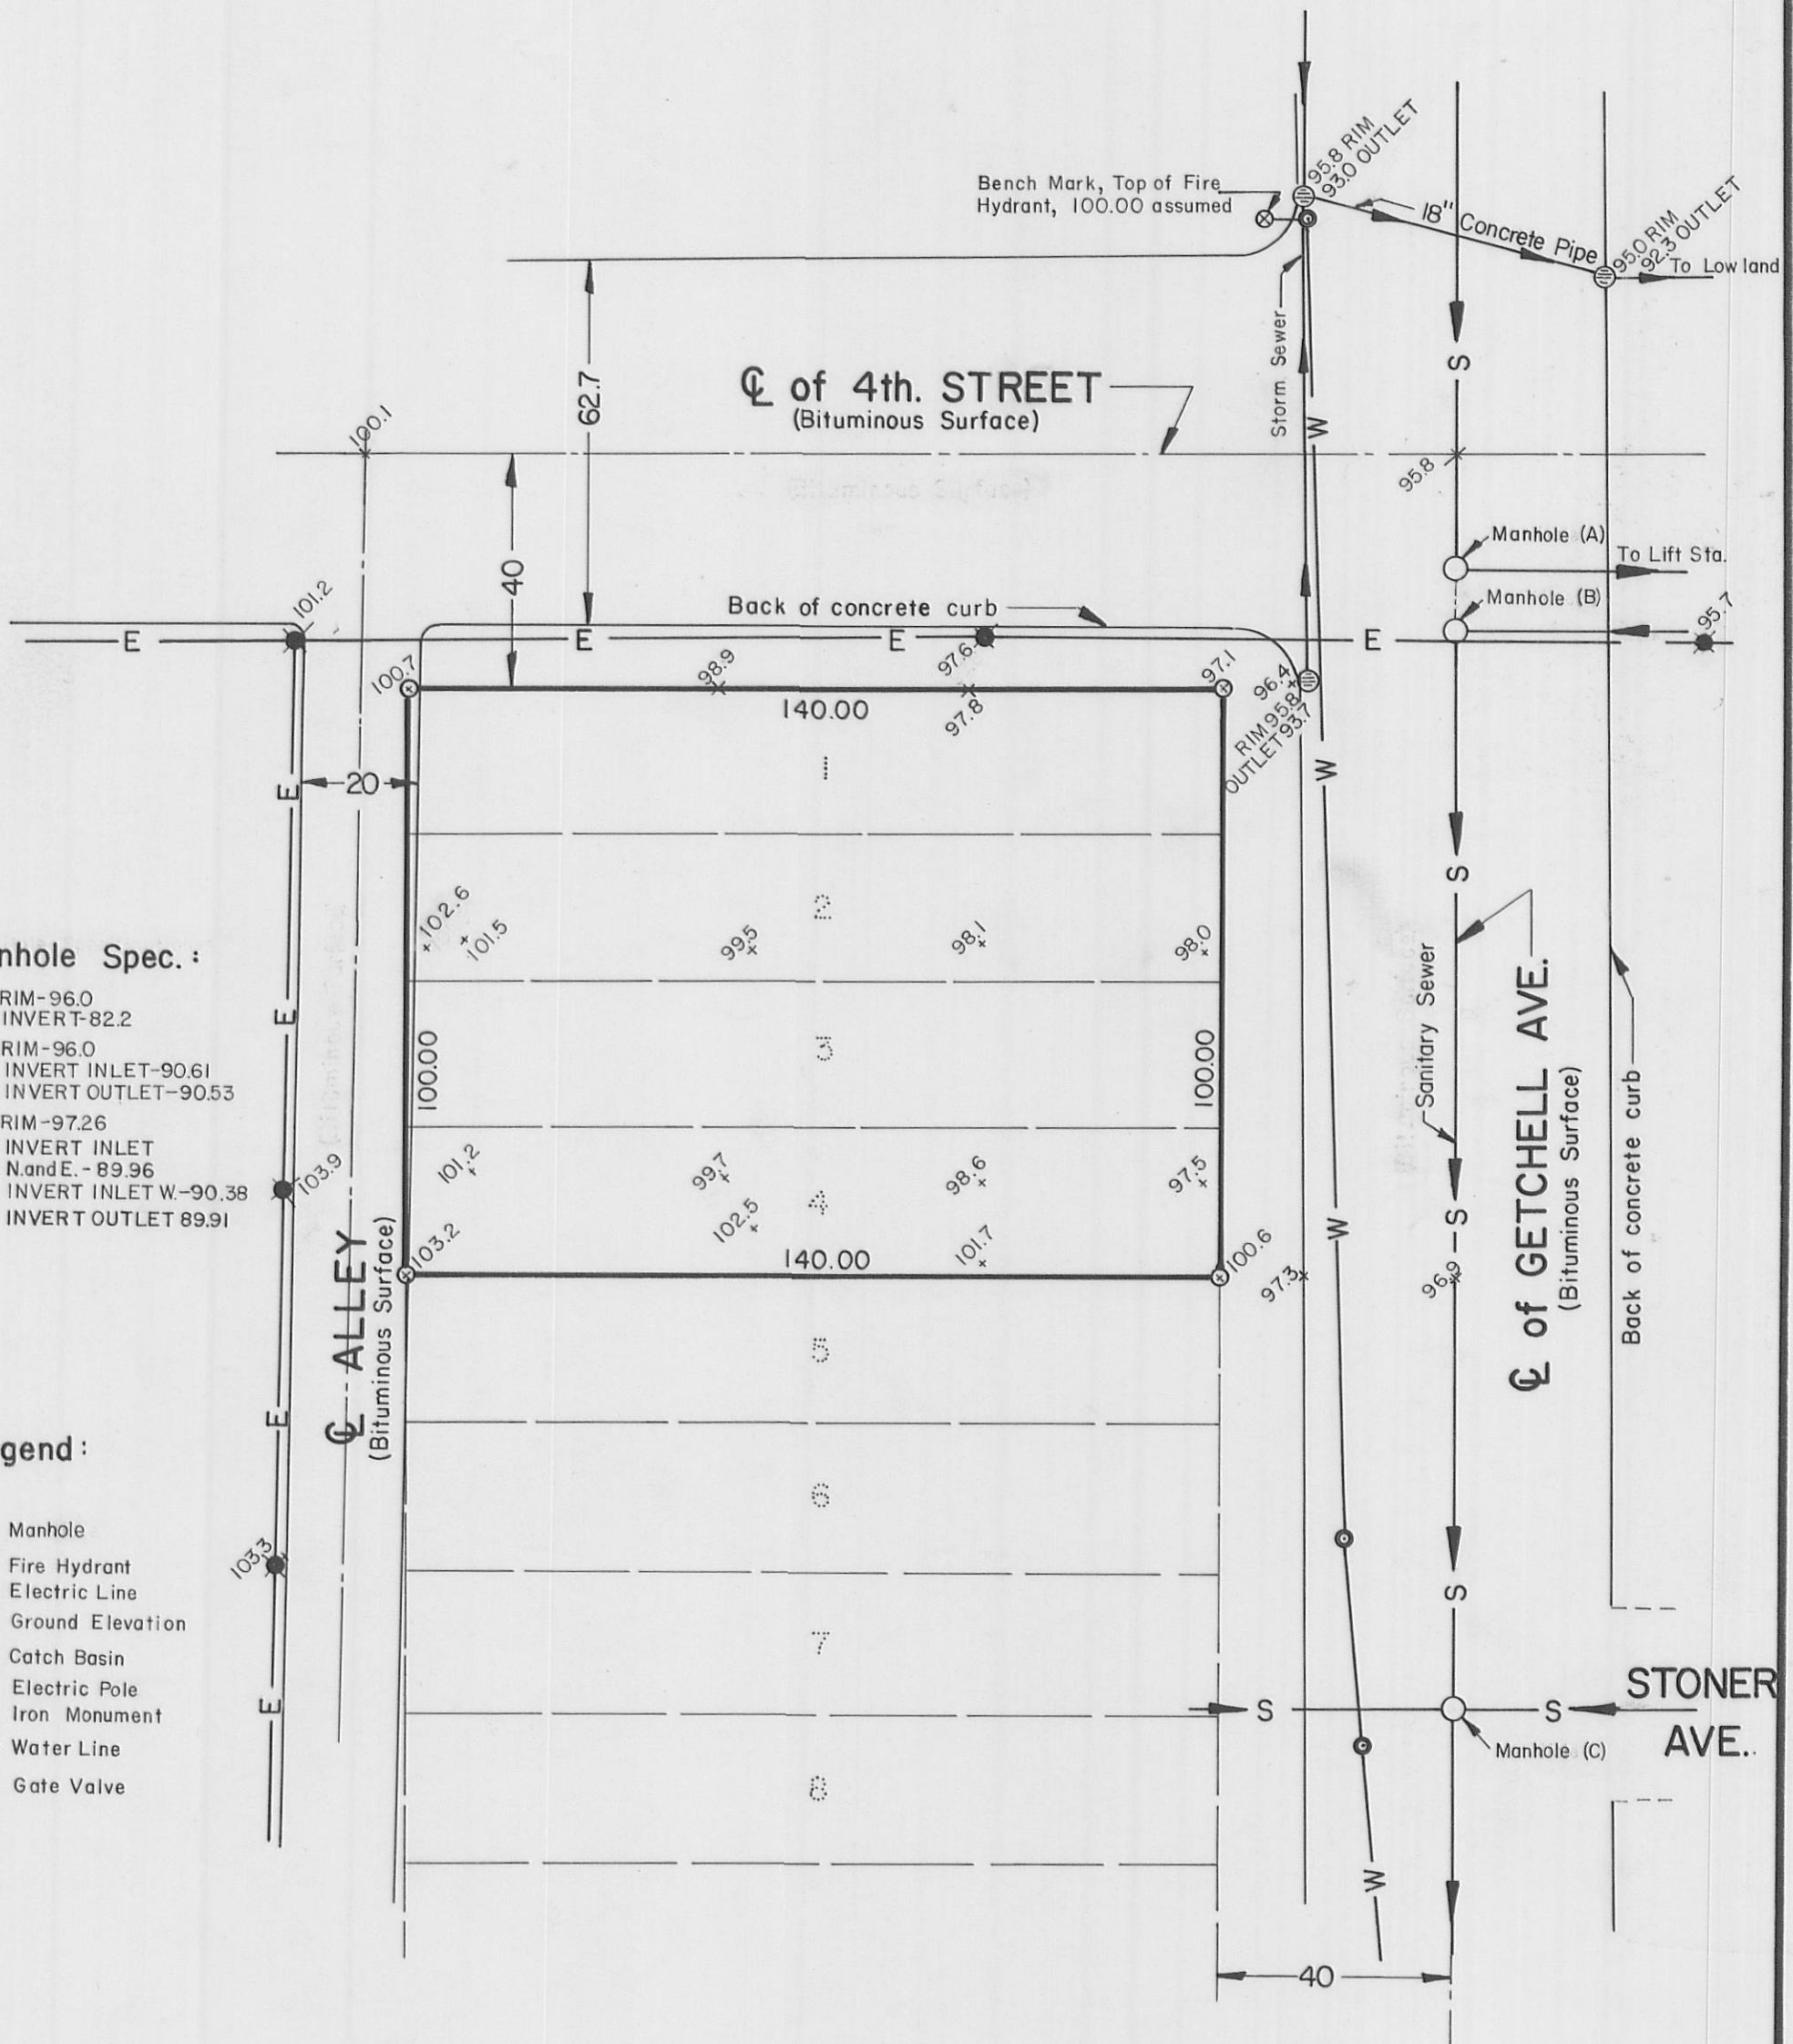 95.8 RIM
93.0 OUTLET
Bench Mark, Top of Fire
Hydrant, 100.00 assumed
18" Concrete Pipe
95.0 RIM
92.3 OUTLET
To Low land
Storm Sewer
S
62.7
℄ of 4th. STREET
(Bituminous Surface)
W
100.1
95.8
40
Manhole (A)
To Lift Sta.
Manhole (B)
101.2
Back of concrete curb
95.7
E
E
E
E
100.7
98.9
97.6
97.1
96.4
140.00
97.8
RIM 95.8
OUTLET 93.7
1
20
E
W
S
2
102.6
101.5
99.5
98.1
98.0
nhole Spec. :
RIM-96.0
INVERT-82.2
RIM-96.0
INVERT INLET-90.61
INVERT OUTLET-90.53
RIM-97.26
INVERT INLET
N.and E. - 89.96
INVERT INLET W.-90.38
INVERT OUTLET 89.91
E
100.00
3
100.00
Sanitary Sewer
℄ of GETCHELL AVE.
(Bituminous Surface)
Back of concrete curb
103.9
101.2
99.7
98.6
97.5
4
102.5
101.7
W
S
103.2
140.00
100.6
97.3
96.9
℄ ALLEY
(Bituminous Surface)
5
E
gend :
Manhole
Fire Hydrant
Electric Line
Ground Elevation
Catch Basin
Electric Pole
Iron Monument
Water Line
Gate Valve
6
103.3
S
7
E
S
S
STONER
AVE.
Manhole (C)
8
W
40